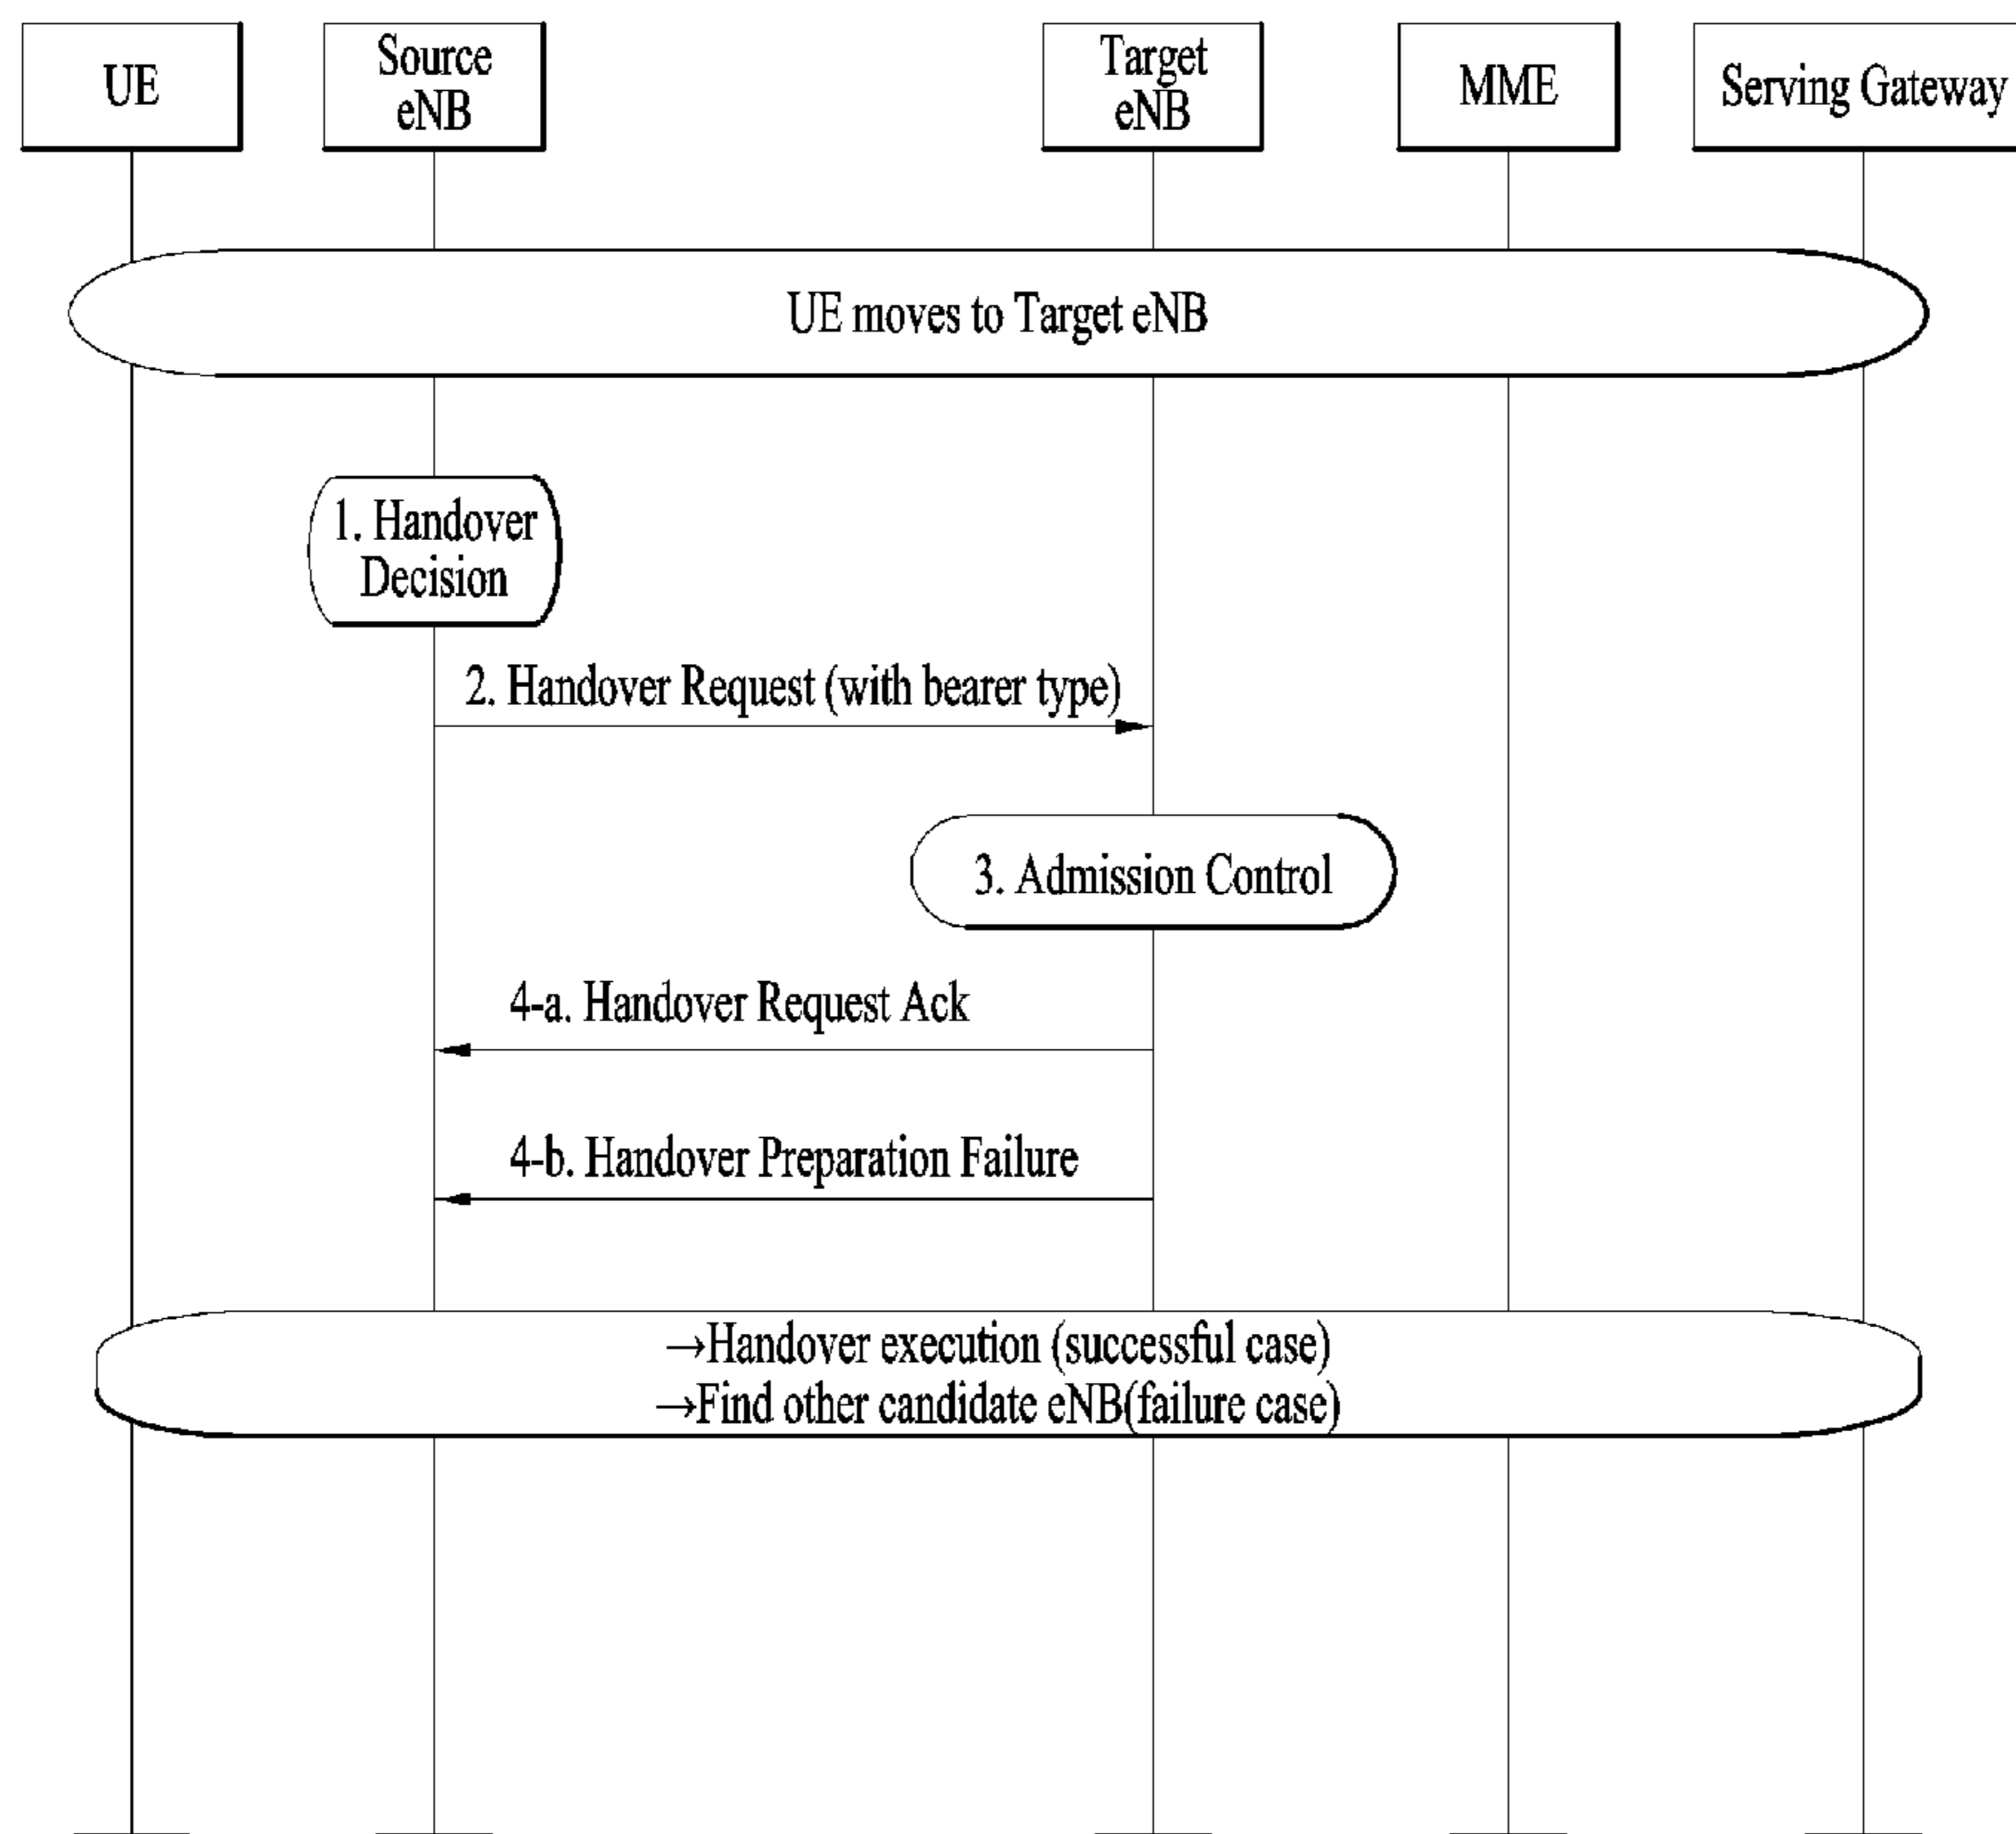 UE
Source
eNB
Target
eNB
MME
Serving Gateway
UE moves to Target eNB
1. Handover
Decision
2. Handover Request (with bearer type)
3. Admission Control
4-a. Handover Request Ack
4-b. Handover Preparation Failure
→Handover execution (successful case)
→Find other candidate eNB(failure case)